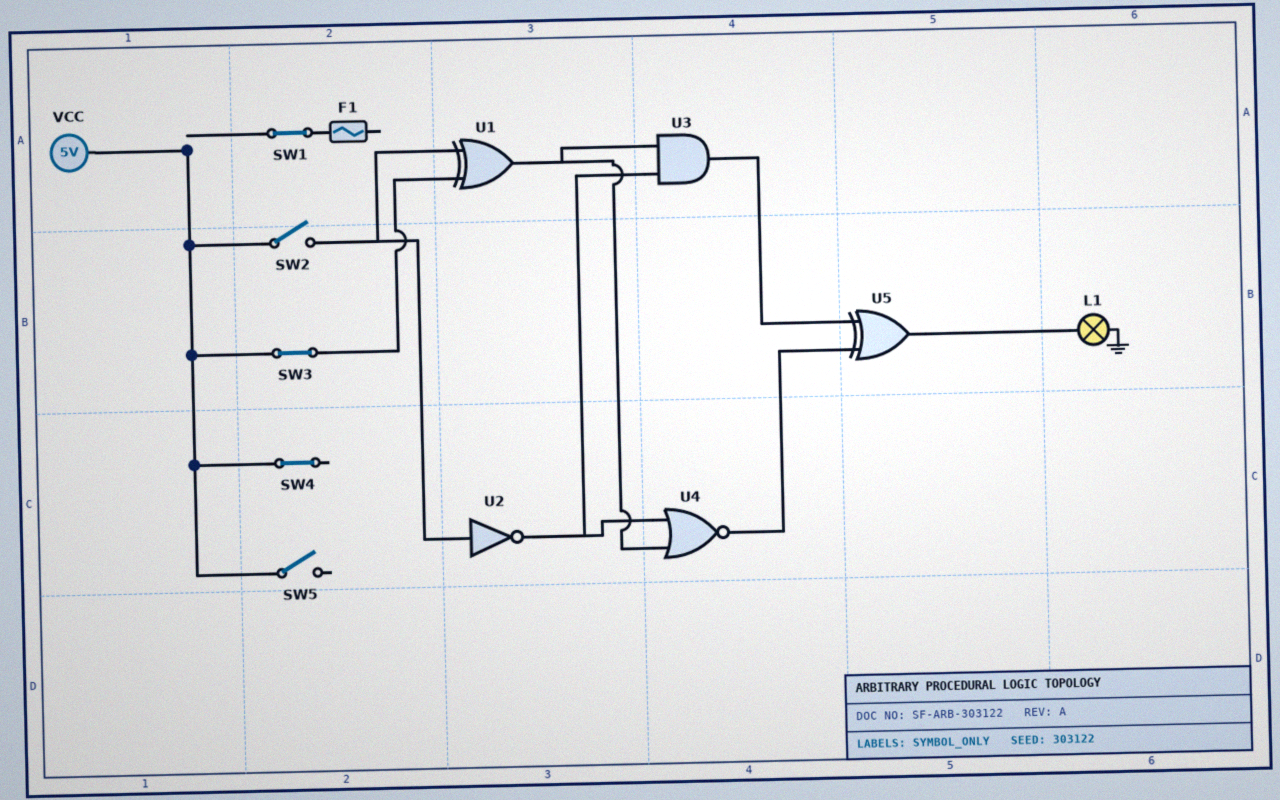 1 2 3 4 5 6
A A
VCC
5V
F1
SW1
U1
U3
SW2
B B
U5
L1
SW3
SW4
C C
U2
U4
SW5
D D
ARBITRARY PROCEDURAL LOGIC TOPOLOGY
DOC NO: SF-ARB-303122 REV: A
LABELS: SYMBOL_ONLY SEED: 303122
1 2 3 4 5 6